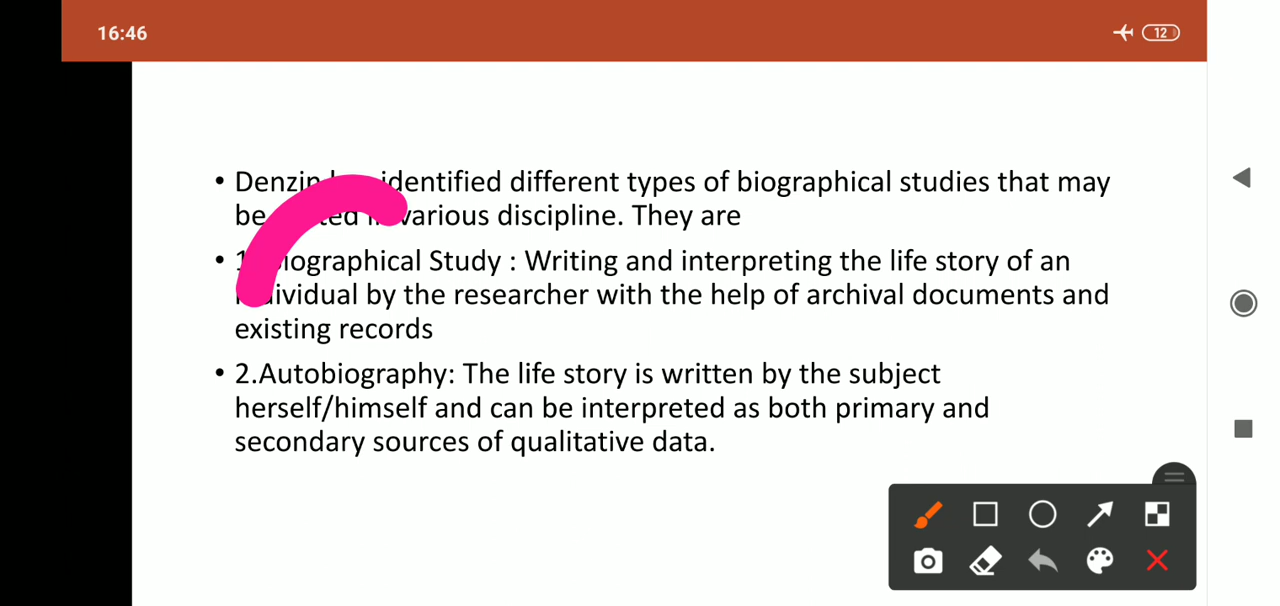 16:46
12
• Denzin identified different types of biographical studies that may
be various discipline. They are
• Biographical Study : Writing and interpreting the life story of an
individual by the researcher with the help of archival documents and
existing records
• 2.Autobiography: The life story is written by the subject
herself/himself and can be interpreted as both primary and
secondary sources of qualitative data.